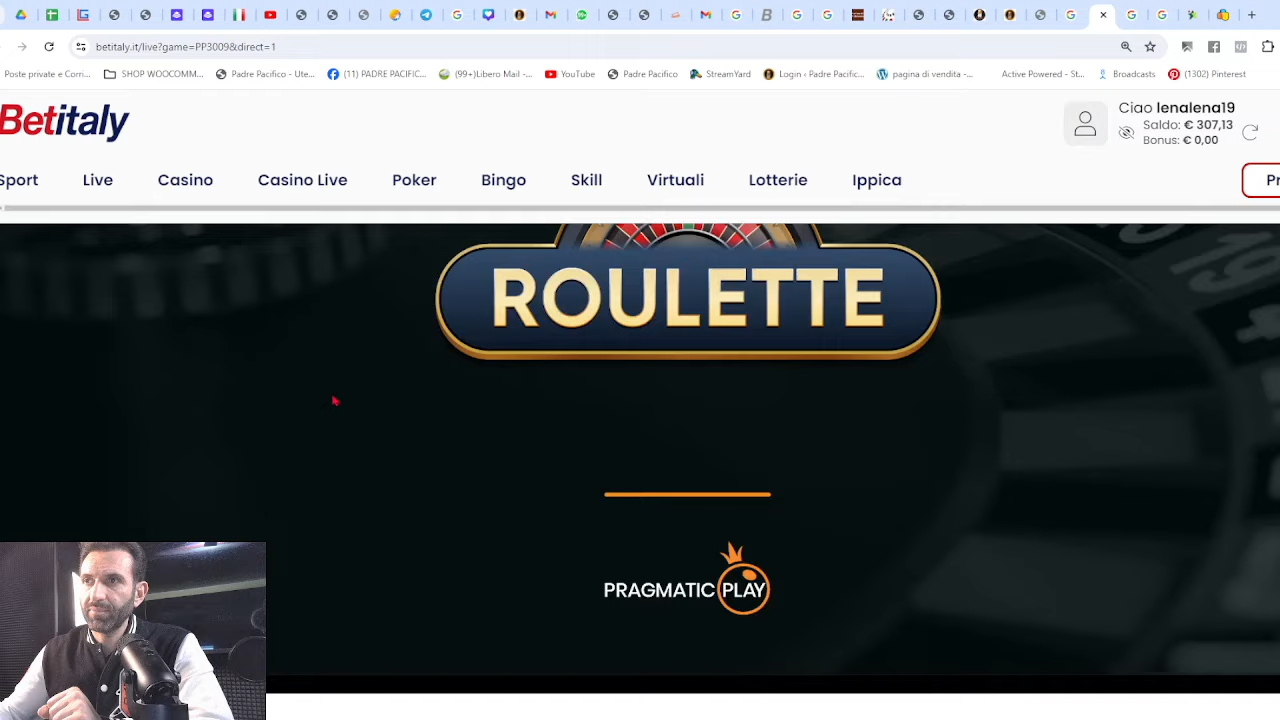 betitaly.it/live?game=PP3009&direct=1
Poste private e Corri...
SHOP WOOCOMM...
Padre Pacifico - Ute...
(11) PADRE PACIFIC...
(99+)Libero Mail -...
YouTube
Padre Pacifico
StreamYard
Login ‹ Padre Pacific...
pagina di vendita -...
Active Powered - St...
Broadcasts
(1302) Pinterest
Betitaly
Ciao lenalena19
Saldo: € 307,13
Bonus: € 0,00
Sport Live Casino Casino Live Poker Bingo Skill Virtuali Lotterie Ippica Pr
ROULETTE
PRAGMATIC PLAY
19